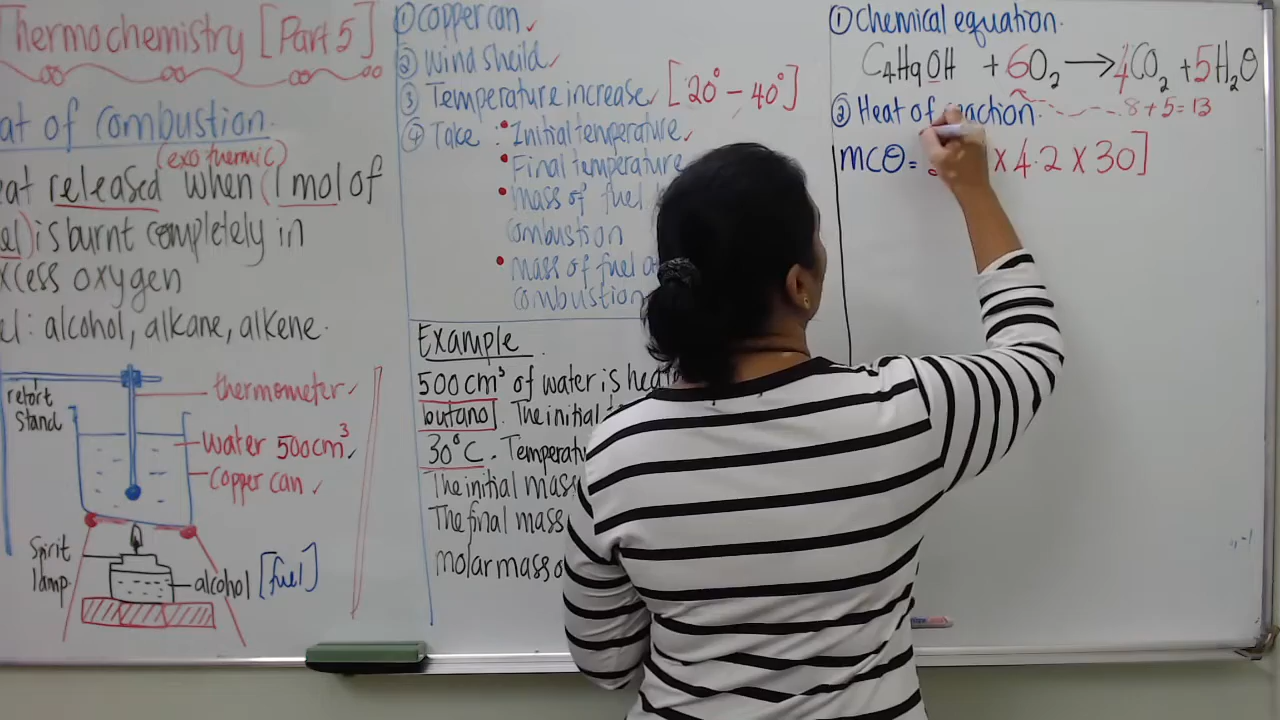 Thermochemistry [Part 5]
at of combustion.
(exothermic)
eat released when (1 mol of
el) is burnt completely in
xcess oxygen
el: alcohol, alkane, alkene.
retort
stand
thermometer
water 500cm³
copper can
spirit
lamp
alcohol [fuel]
① Copper can
② Wind sheild
③ Temperature increase [20° - 40°]
④ Take : • Initial temperature
• Final temperature
• Mass of fuel
combustion
• Mass of fuel
combustion
Example
500 cm³ of water is
butanol. The initial
30°C.
The initial mass
The final mass
molar mass
① Chemical equation.
C₄H₉OH + 6O₂ → 4CO₂ + 5H₂O
8 + 5 = 13
② Heat of reaction.
mcθ = x 4.2 x 30]